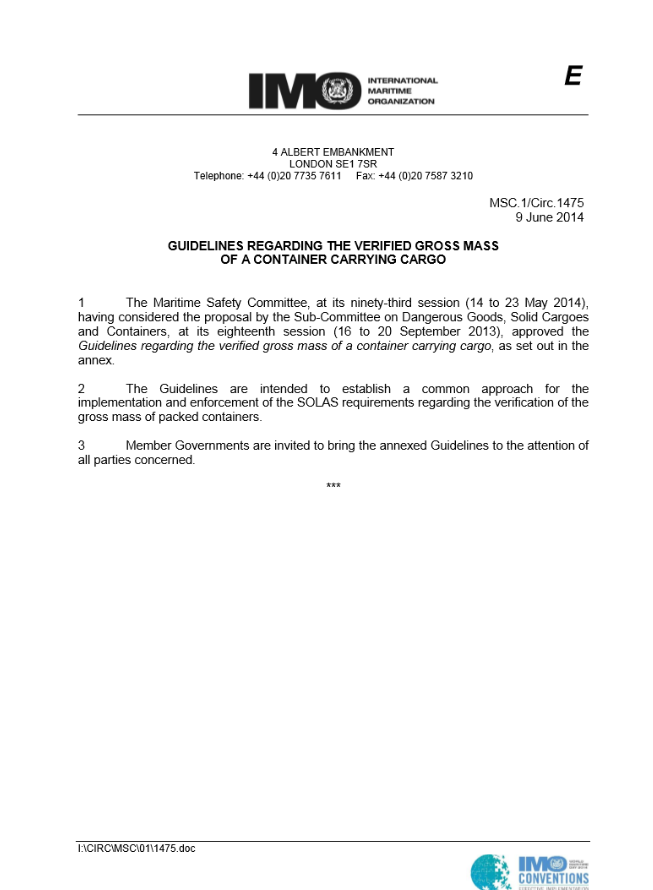 IMO INTERNATIONAL
MARITIME
ORGANIZATION
E
4 ALBERT EMBANKMENT
LONDON SE1 7SR
Telephone: +44 (0)20 7735 7611 Fax: +44 (0)20 7587 3210
MSC.1/Circ.1475
9 June 2014
GUIDELINES REGARDING THE VERIFIED GROSS MASS
OF A CONTAINER CARRYING CARGO
1 The Maritime Safety Committee, at its ninety-third session (14 to 23 May 2014),
having considered the proposal by the Sub-Committee on Dangerous Goods, Solid Cargoes
and Containers, at its eighteenth session (16 to 20 September 2013), approved the
Guidelines regarding the verified gross mass of a container carrying cargo, as set out in the
annex.
2 The Guidelines are intended to establish a common approach for the
implementation and enforcement of the SOLAS requirements regarding the verification of the
gross mass of packed containers.
3 Member Governments are invited to bring the annexed Guidelines to the attention of
all parties concerned.
***
I:\CIRC\MSC\01\1475.doc
IMO
CONVENTIONS